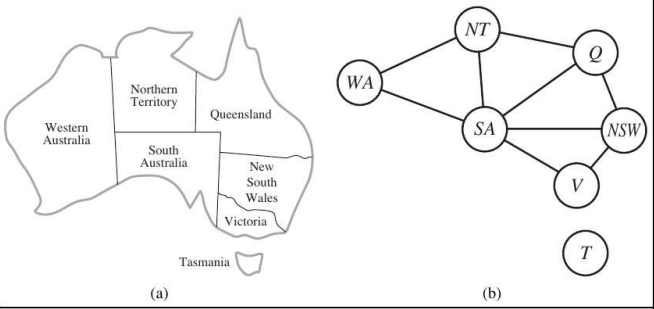 Northern
Territory
Western
Australia
Queensland
South
Australia
New
South
Wales
Victoria
Tasmania
(a)
NT
Q
WA
SA
NSW
V
T
(b)